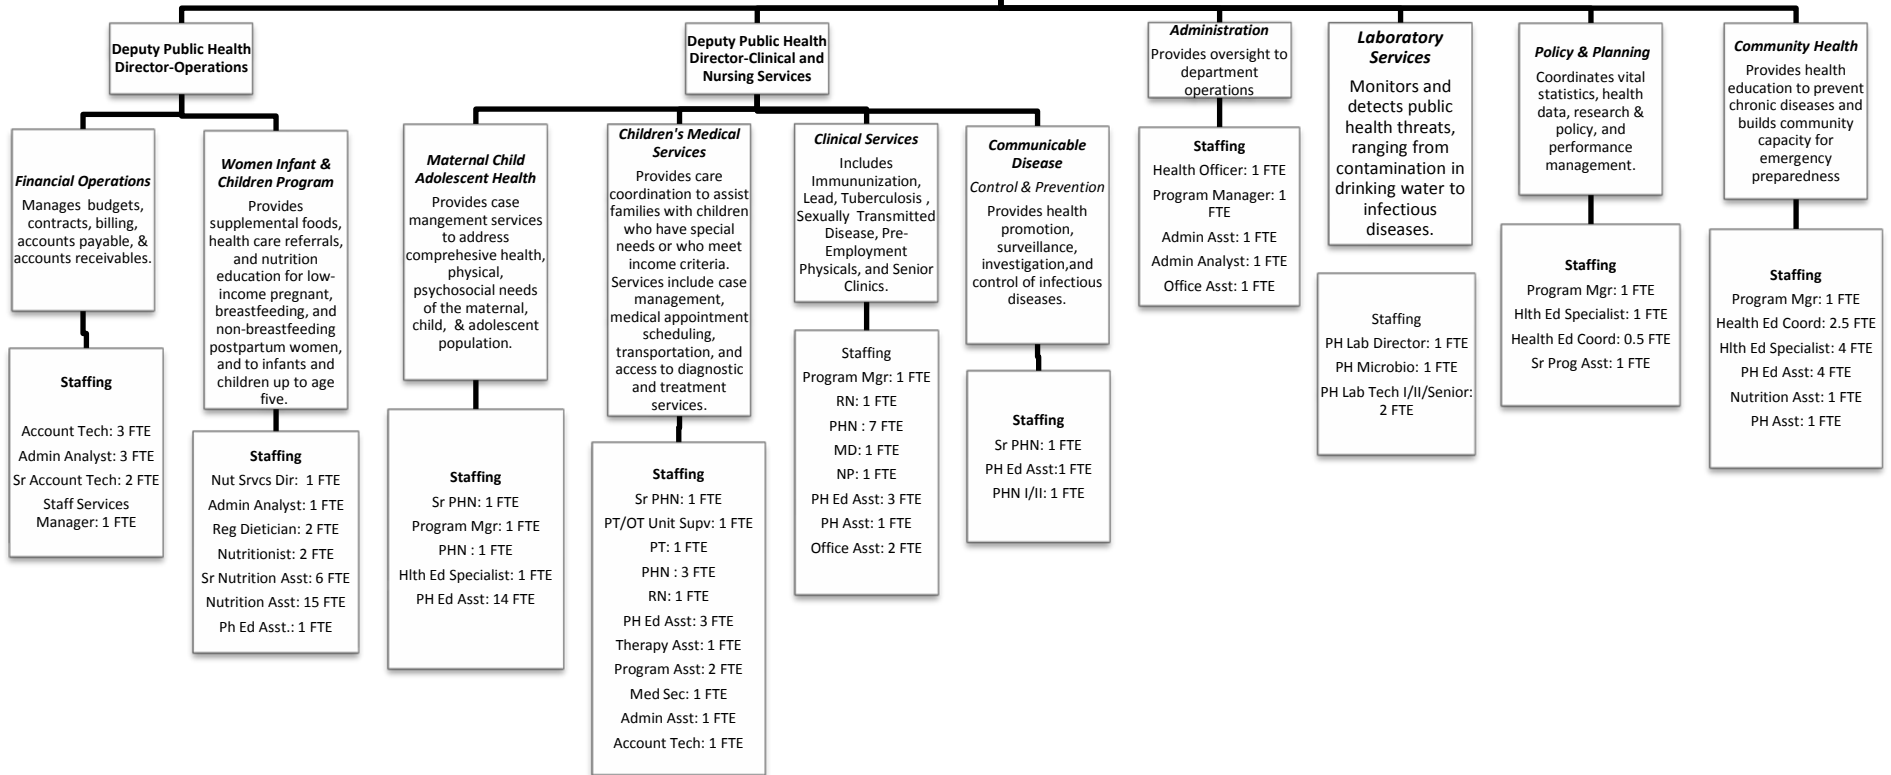 Deputy Public Health
Director-Operations
Deputy Public Health
Director-Clinical and
Nursing Services
Administration
Provides oversight to
department
operations
Laboratory
Services
Monitors and
detects public
health threats,
ranging from
contamination in
drinking water to
infectious
diseases.
Policy & Planning
Coordinates vital
statistics, health
data, research &
policy, and
performance
management.
Community Health
Provides health
education to prevent
chronic diseases and
builds community
capacity for
emergency
preparedness
Financial Operations
Manages budgets,
contracts, billing,
accounts payable, &
accounts receivables.
Women Infant &
Children Program
Provides
supplemental foods,
health care referrals,
and nutrition
education for low-
income pregnant,
breastfeeding, and
non-breastfeeding
postpartum women,
and to infants and
children up to age
five.
Maternal Child
Adolescent Health
Provides case
mangement services
to address
comprehesive health,
physical,
psychosocial needs
of the maternal,
child, & adolescent
population.
Children's Medical
Services
Provides care
coordination to assist
families with children
who have special
needs or who meet
income criteria.
Services include case
management,
medical appointment
scheduling,
transportation, and
access to diagnostic
and treatment
services.
Clinical Services
Includes
Immununization,
Lead, Tuberculosis ,
Sexually Transmitted
Disease, Pre-
Employment
Physicals, and Senior
Clinics.
Communicable
Disease
Control & Prevention
Provides health
promotion,
surveillance,
investigation,and
control of infectious
diseases.
Staffing
Health Officer: 1 FTE
Program Manager: 1
FTE
Admin Asst: 1 FTE
Admin Analyst: 1 FTE
Office Asst: 1 FTE
Staffing
PH Lab Director: 1 FTE
PH Microbio: 1 FTE
PH Lab Tech I/II/Senior:
2 FTE
Staffing
Program Mgr: 1 FTE
Hlth Ed Specialist: 1 FTE
Health Ed Coord: 0.5 FTE
Sr Prog Asst: 1 FTE
Staffing
Program Mgr: 1 FTE
Health Ed Coord: 2.5 FTE
Hlth Ed Specialist: 4 FTE
PH Ed Asst: 4 FTE
Nutrition Asst: 1 FTE
PH Asst: 1 FTE
Staffing
Account Tech: 3 FTE
Admin Analyst: 3 FTE
Sr Account Tech: 2 FTE
Staff Services
Manager: 1 FTE
Staffing
Nut Srvcs Dir: 1 FTE
Admin Analyst: 1 FTE
Reg Dietician: 2 FTE
Nutritionist: 2 FTE
Sr Nutrition Asst: 6 FTE
Nutrition Asst: 15 FTE
Ph Ed Asst.: 1 FTE
Staffing
Sr PHN: 1 FTE
Program Mgr: 1 FTE
PHN : 1 FTE
Hlth Ed Specialist: 1 FTE
PH Ed Asst: 14 FTE
Staffing
Sr PHN: 1 FTE
PT/OT Unit Supv: 1 FTE
PT: 1 FTE
PHN : 3 FTE
RN: 1 FTE
PH Ed Asst: 3 FTE
Therapy Asst: 1 FTE
Program Asst: 2 FTE
Med Sec: 1 FTE
Admin Asst: 1 FTE
Account Tech: 1 FTE
Staffing
Program Mgr: 1 FTE
RN: 1 FTE
PHN : 7 FTE
MD: 1 FTE
NP: 1 FTE
PH Ed Asst: 3 FTE
PH Asst: 1 FTE
Office Asst: 2 FTE
Staffing
Sr PHN: 1 FTE
PH Ed Asst:1 FTE
PHN I/II: 1 FTE